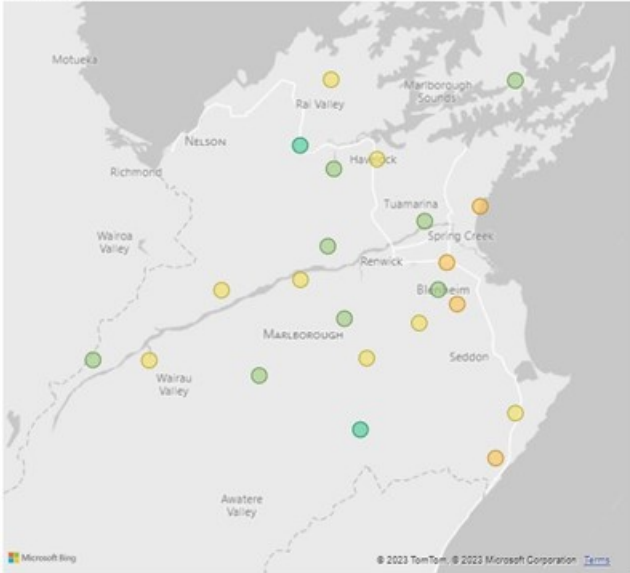 Motueka
Marlborough
Sounds
Rai Valley
NELSON
Havelock
Richmond
Tuamarina
Wairoa
Valley
Spring Creek
Renwick
Blenheim
MARLBOROUGH
Seddon
Wairau
Valley
Awatere
Valley
Microsoft Bing
© 2023 TomTom, © 2023 Microsoft Corporation Terms